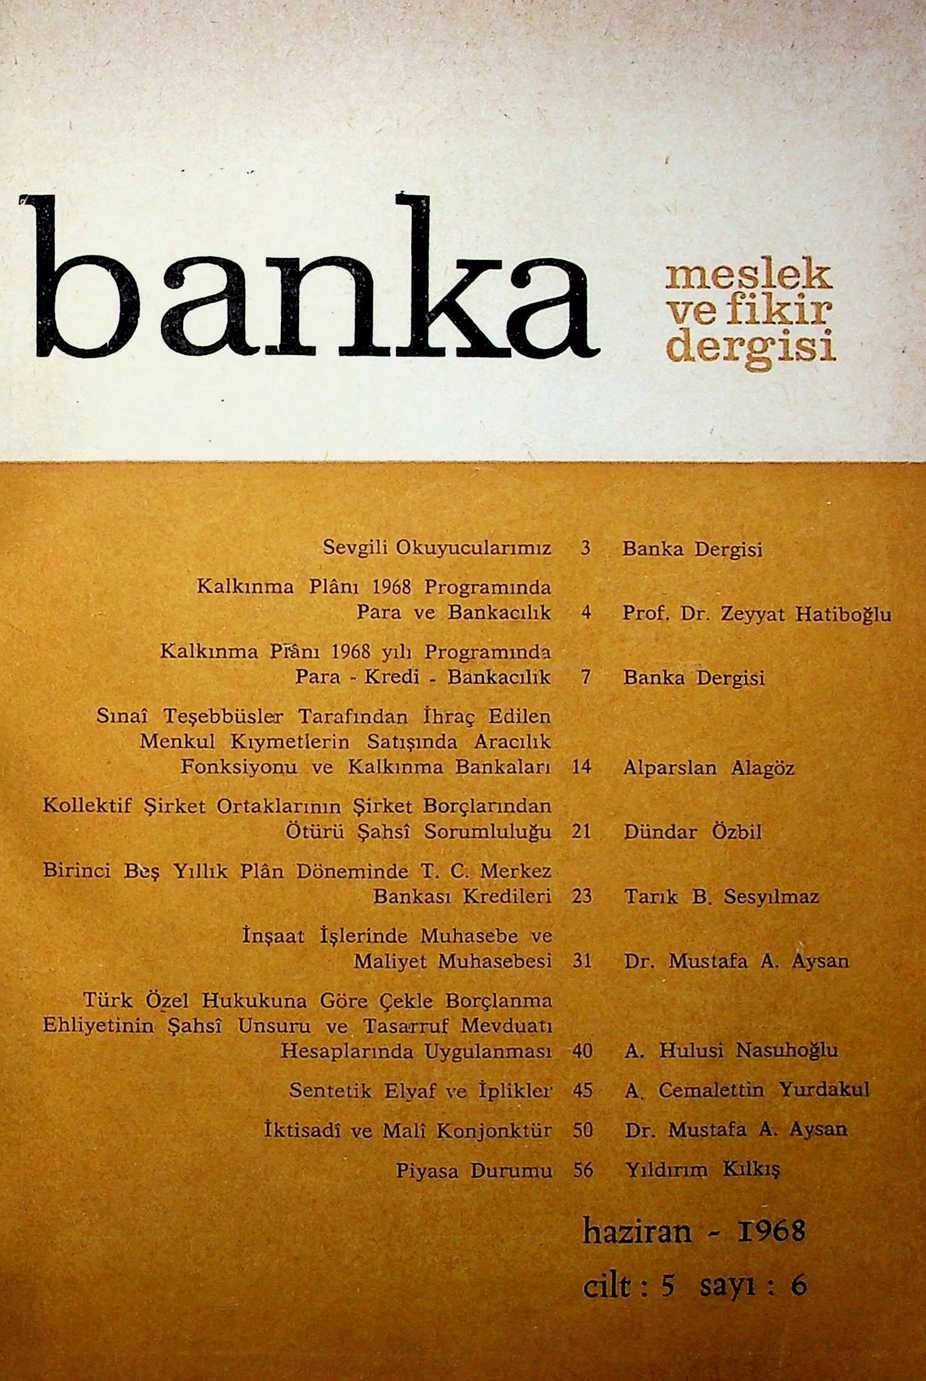 banka
meslek
ve fikir
dergisi
Sevgili Okuyucularımız 3 Banka Dergisi
Kalkınma Plânı 1968 Programında
Para ve Bankacılık 4 Prof. Dr. Zeyyat Hatiboğlu
Kalkınma Plânı 1968 yılı Programında
Para - Kredi - Bankacılık 7 Banka Dergisi
Sınaî Teşebbüsler Tarafından İhraç Edilen
Menkul Kıymetlerin Satışında Aracılık
Fonksiyonu ve Kalkınma Bankaları 14 Alparslan Alagöz
Kollektif Şirket Ortaklarının Şirket Borçlarından
Ötürü Şahsî Sorumluluğu 21 Dündar Özbil
Birinci Beş Yıllık Plân Döneminde T. C. Merkez
Bankası Kredileri 23 Tarık B. Sesyılmaz
İnşaat İşlerinde Muhasebe ve
Maliyet Muhasebesi 31 Dr. Mustafa A. Aysan
Türk Özel Hukukuna Göre Çekle Borçlanma
Ehliyetinin Şahsî Unsuru ve Tasarruf Mevduatı
Hesaplarında Uygulanması 40 A. Hulusi Nasuhoğlu
Sentetik Elyaf ve İplikler 45 A. Cemalettin Yurdakul
İktisadî ve Malî Konjonktür 50 Dr. Mustafa A. Aysan
Piyasa Durumu 56 Yıldırım Kılkış
haziran - 1968
cilt : 5 sayı : 6